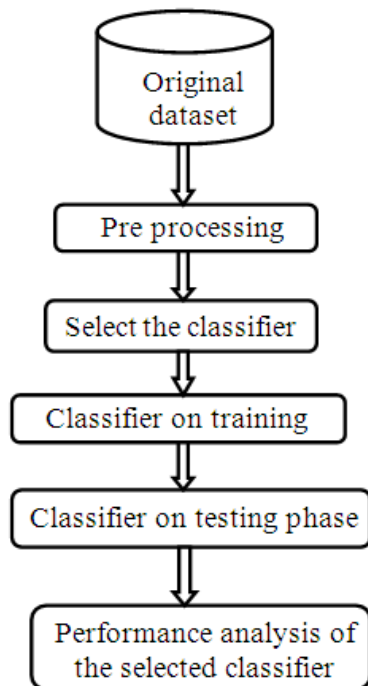 Original
dataset
Pre processing
Select the classifier
Classifier on training
Classifier on testing phase
Performance analysis of
the selected classifier